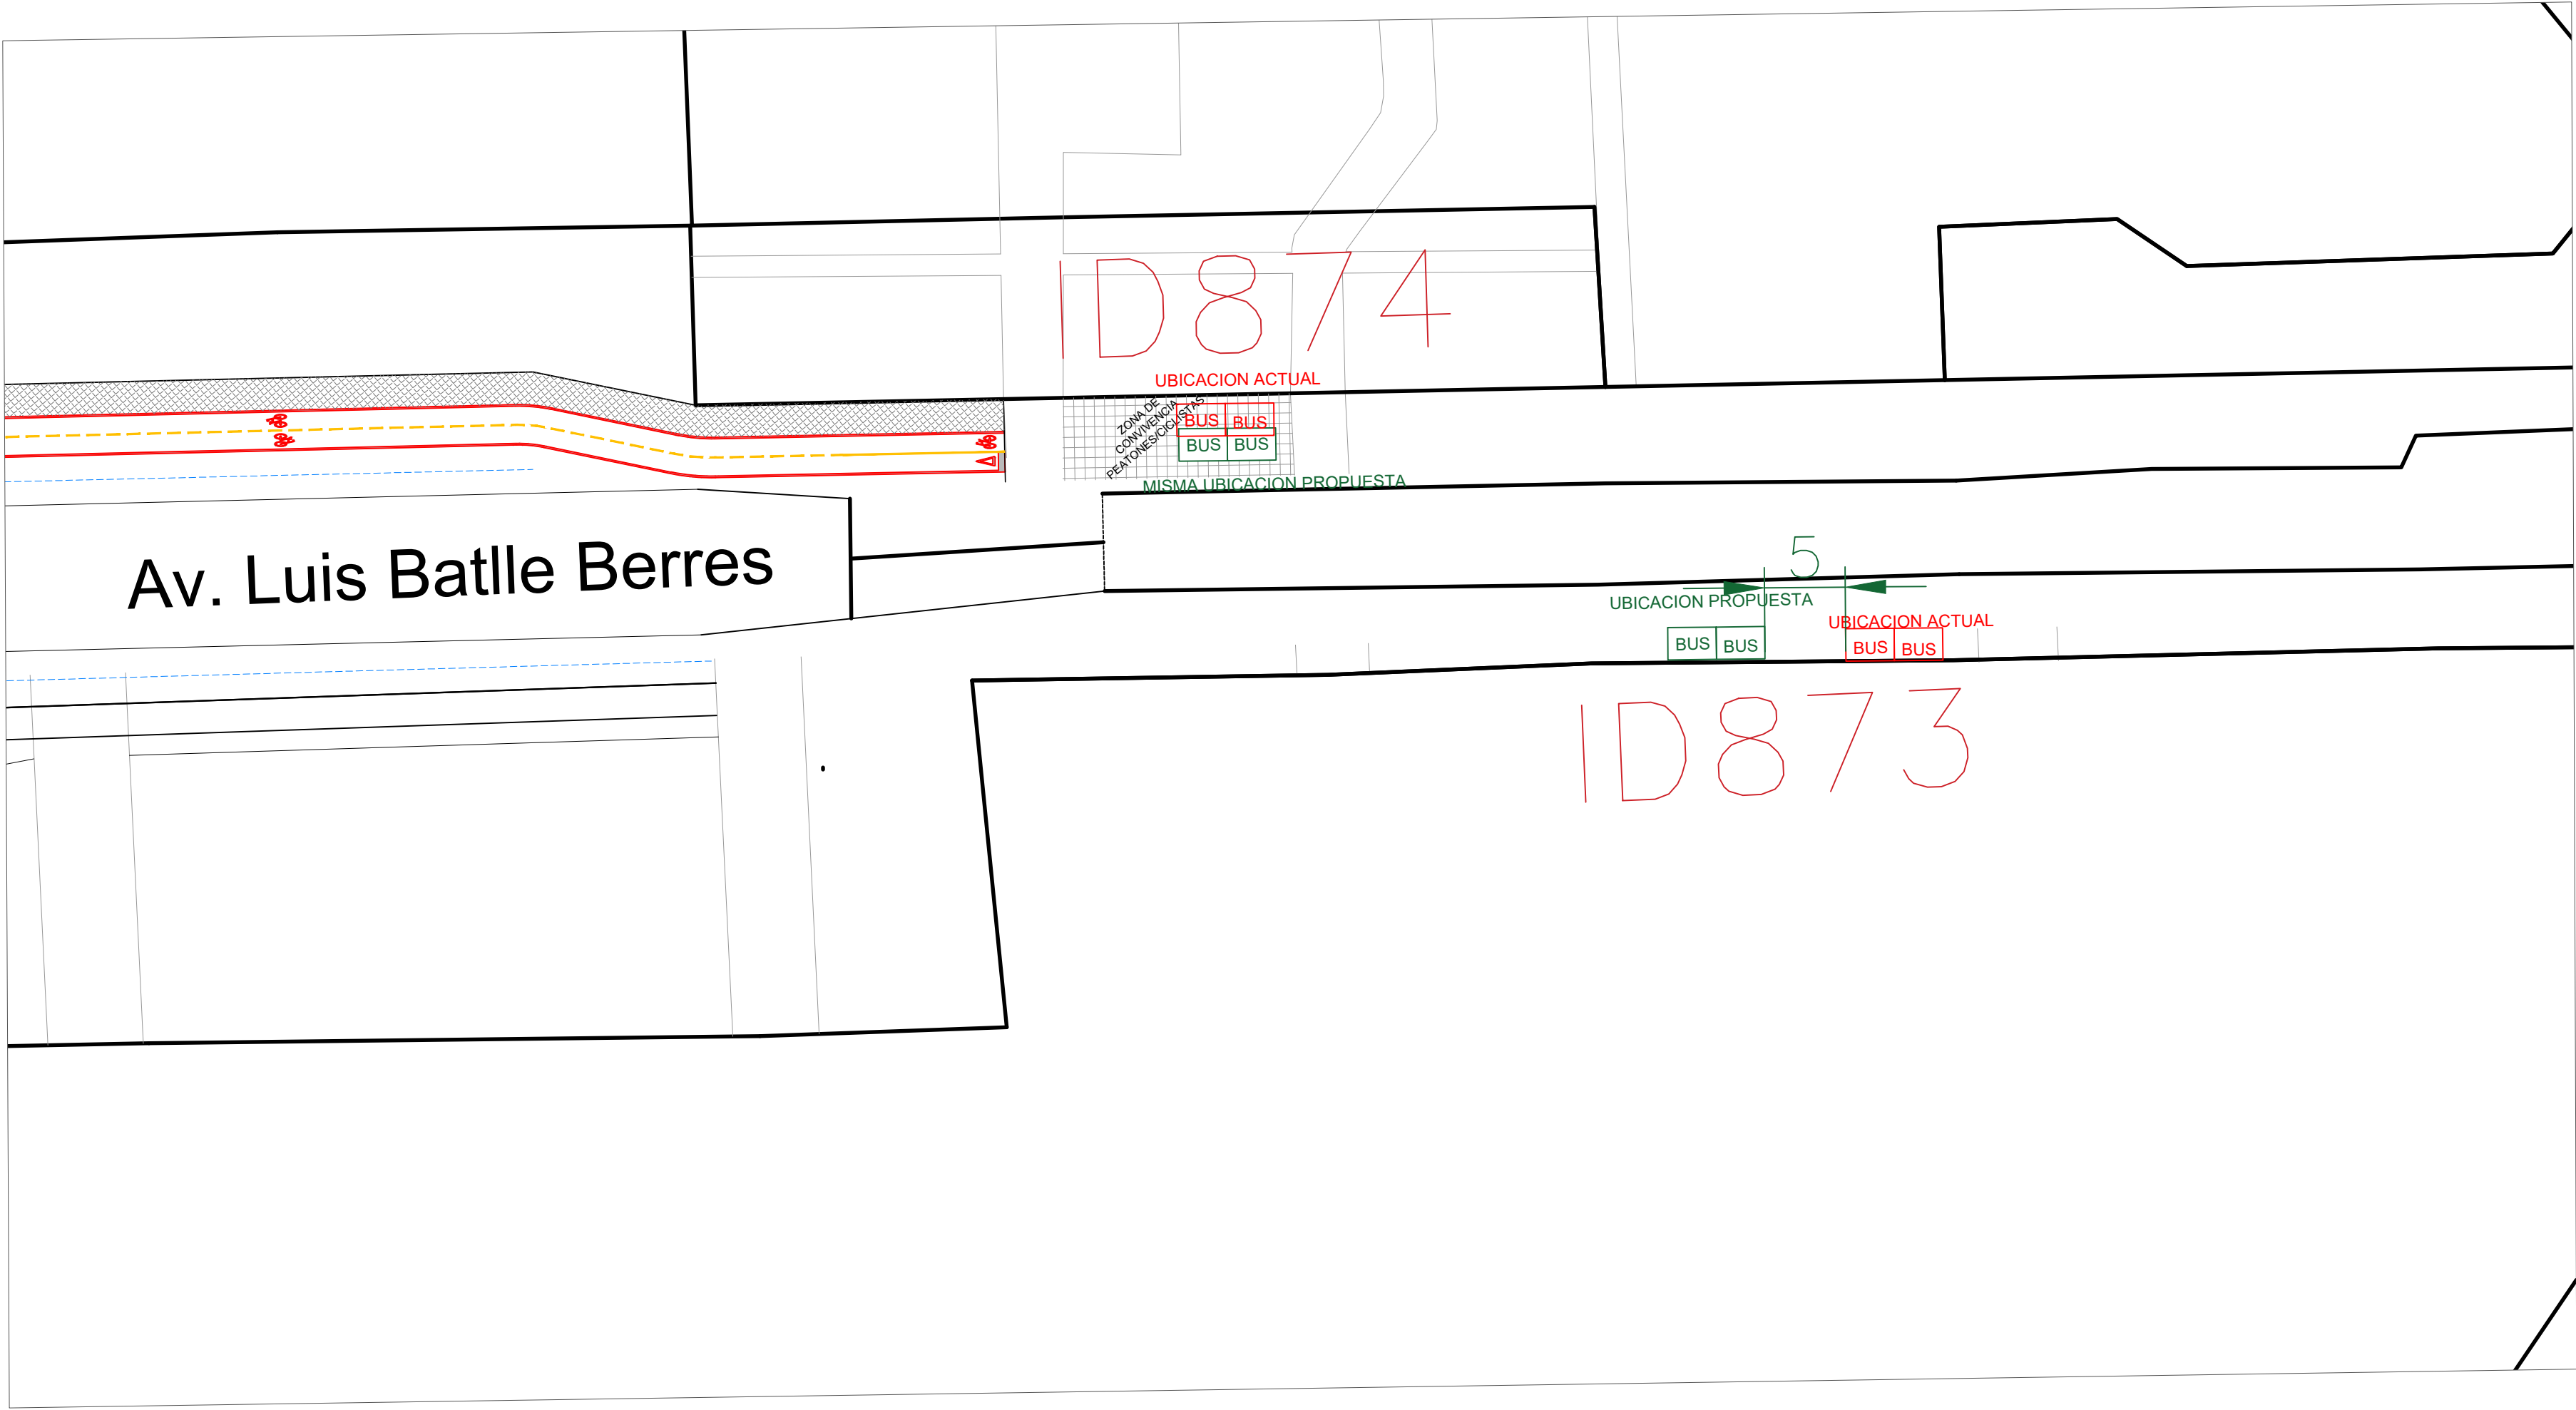 ID874
UBICACION ACTUAL
ZONA DE
CONVIVENCIA
PEATONES/CICLISTAS
BUS BUS
BUS BUS
MISMA UBICACION PROPUESTA
Av. Luis Batlle Berres
5
UBICACION PROPUESTA
UBICACION ACTUAL
BUS BUS
BUS BUS
ID873